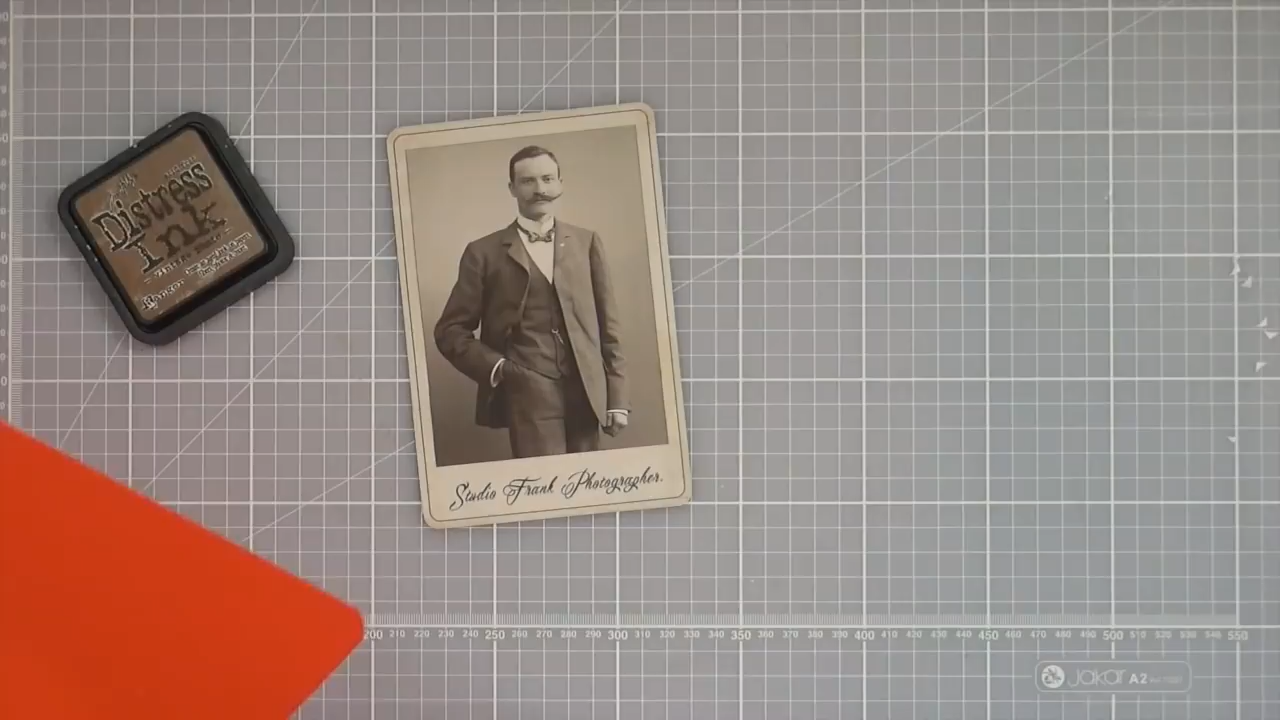 Distress
Ink
Ranger
Studio Frank Photographer.
200 210 220 230 240 250 260 270 280 290 300 310 320 330 340 350 360 370 380 390 400 410 420 430 440 450 460 470 480 490 500 510 520 530 540 550
Jakar A2